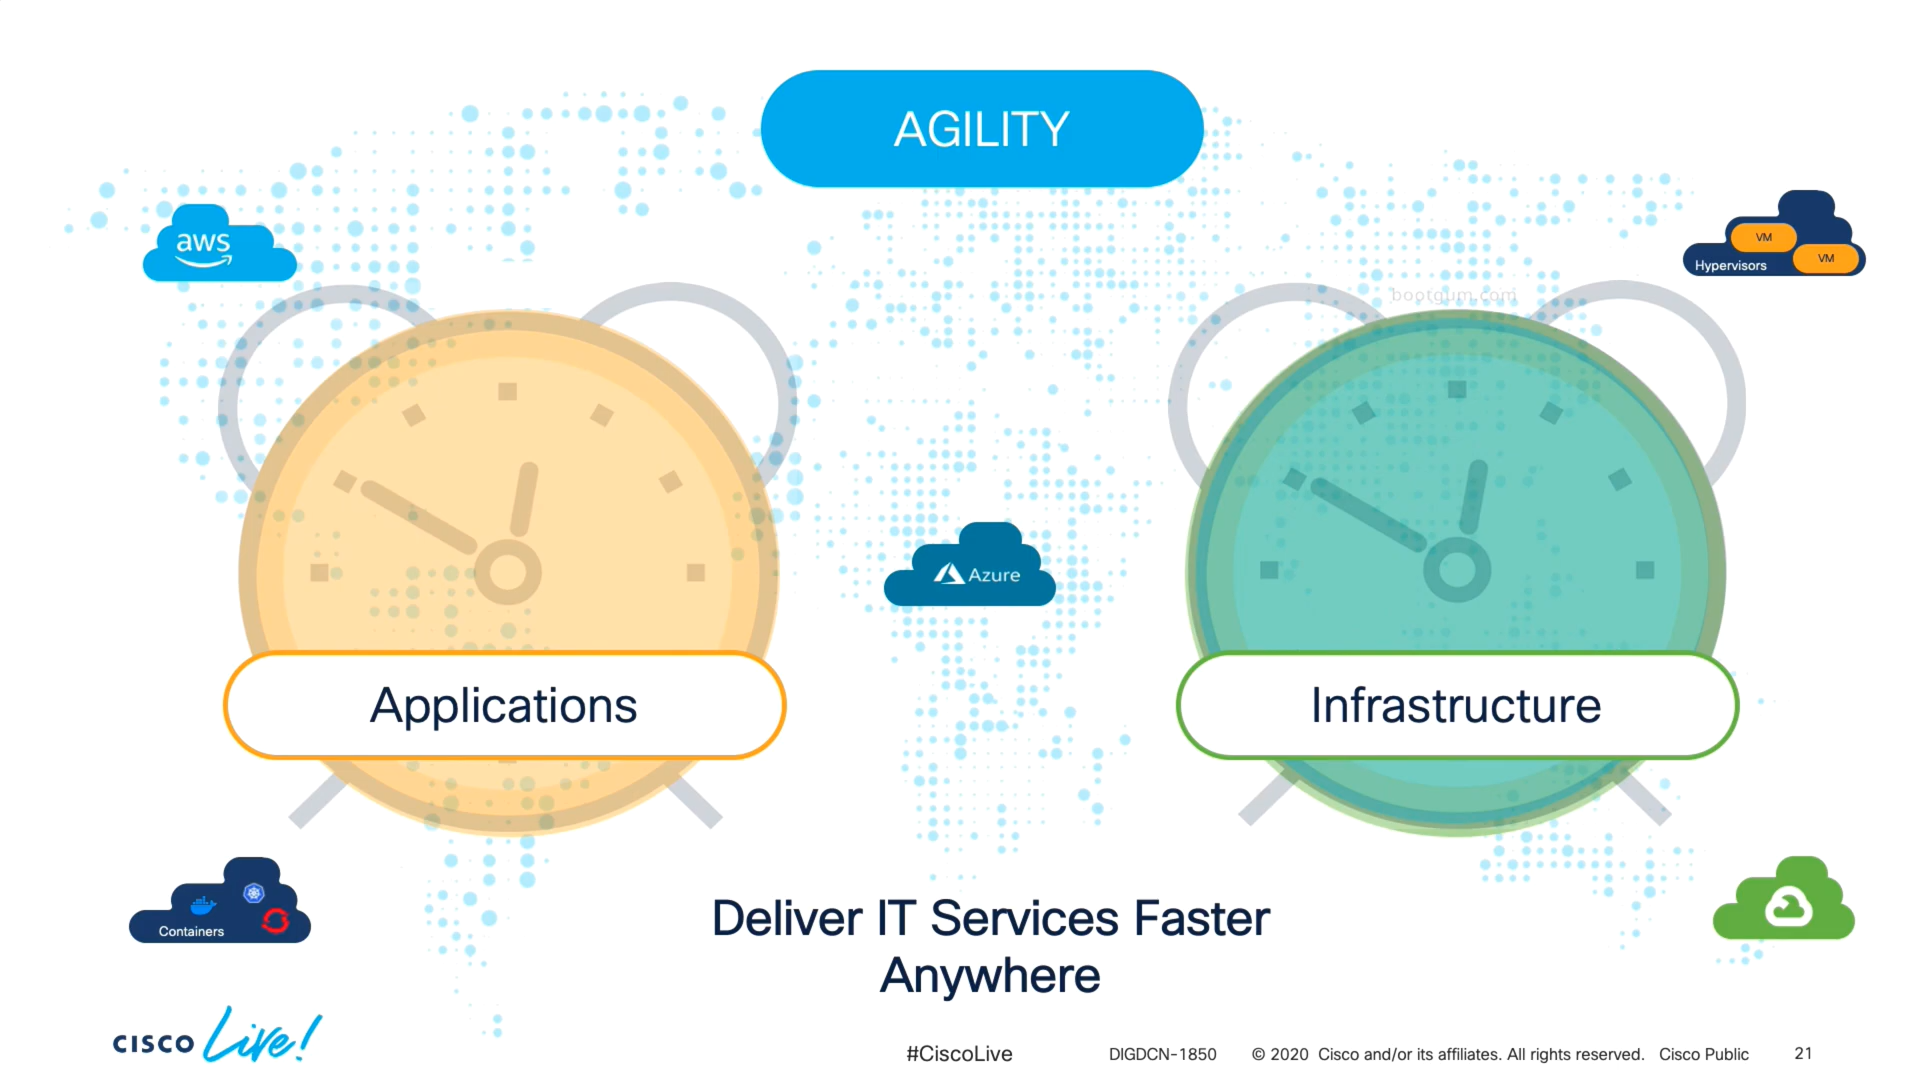 AGILITY
aws
VM
VM
Hypervisors
bootgum.com
Azure
Applications
Infrastructure
Containers
Deliver IT Services Faster
Anywhere
CISCO Live!
#CiscoLive
DIGDCN-1850
© 2020 Cisco and/or its affiliates. All rights reserved. Cisco Public
21